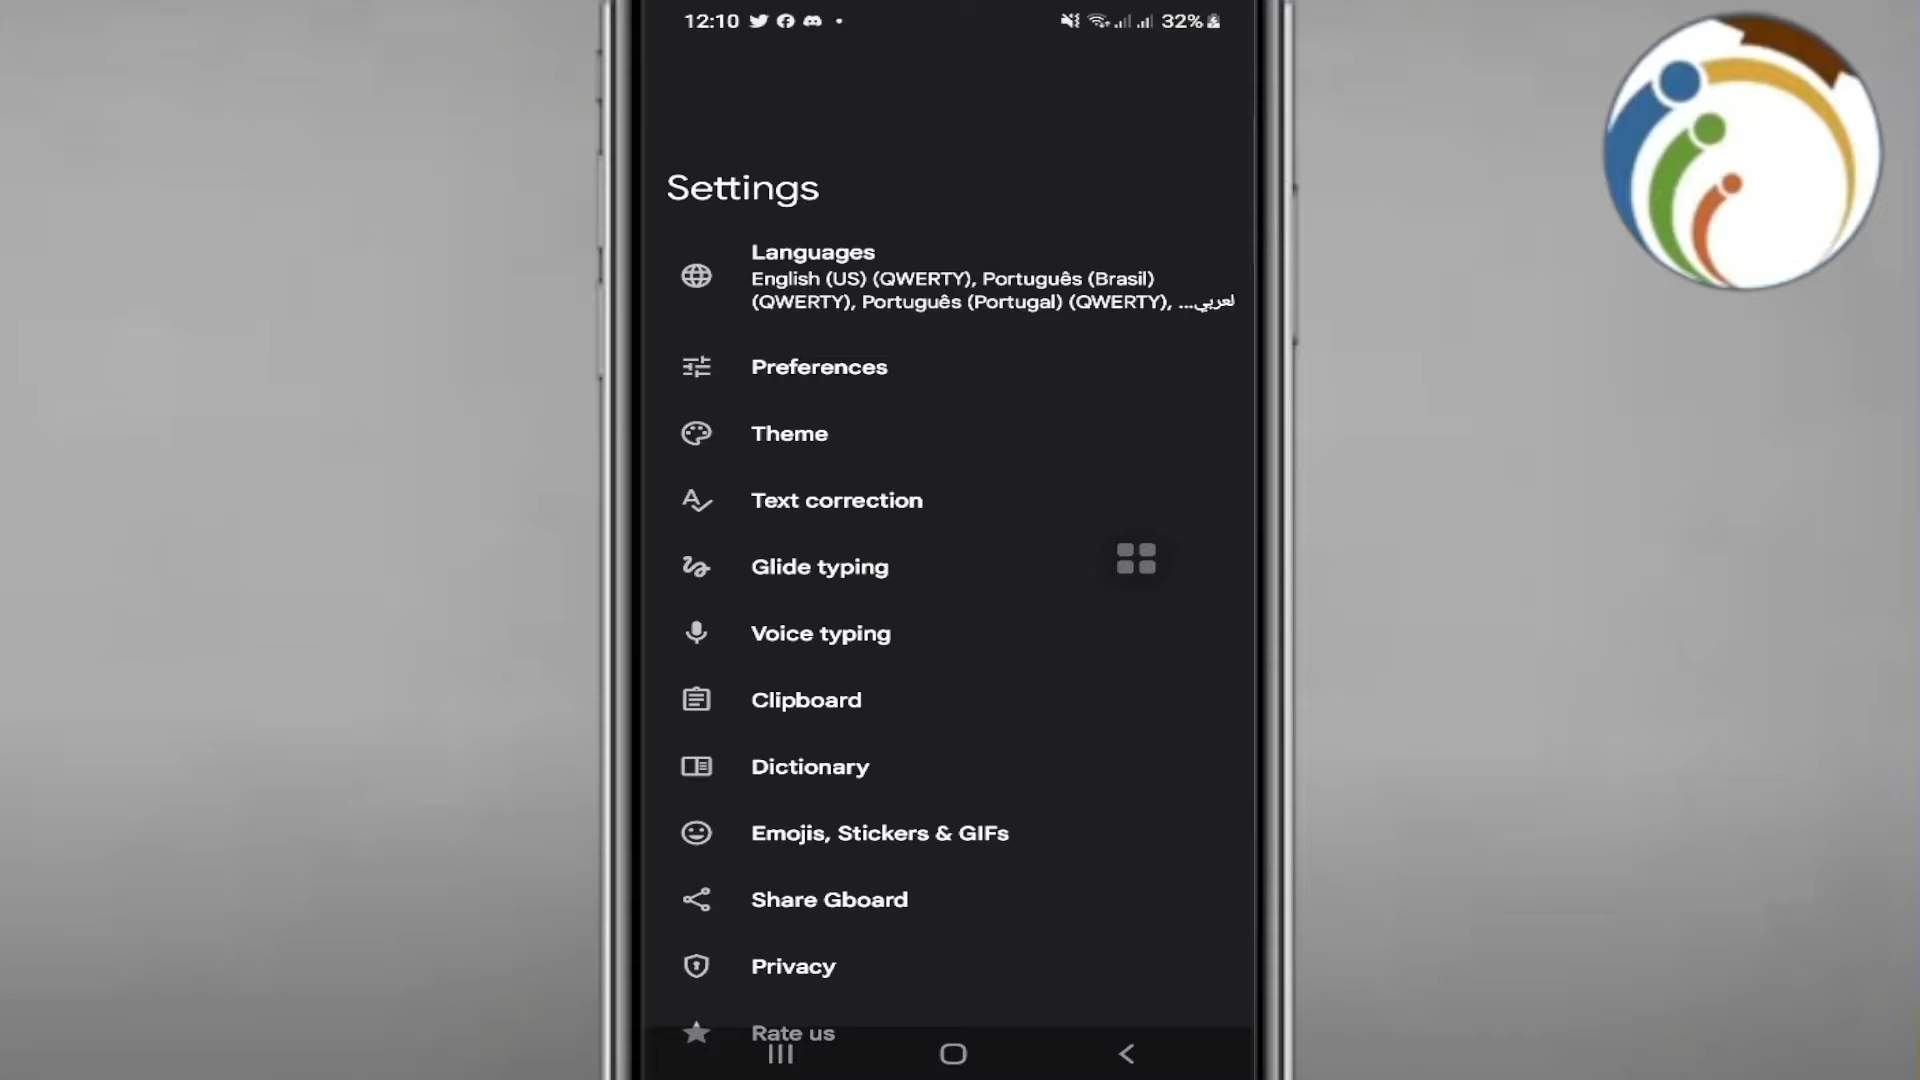 12:10
32%
Settings
Languages
English (US) (QWERTY), Português (Brasil)
(QWERTY), Português (Portugal) (QWERTY), ...لعربي
Preferences
Theme
Text correction
Glide typing
Voice typing
Clipboard
Dictionary
Emojis, Stickers & GIFs
Share Gboard
Privacy
Rate us